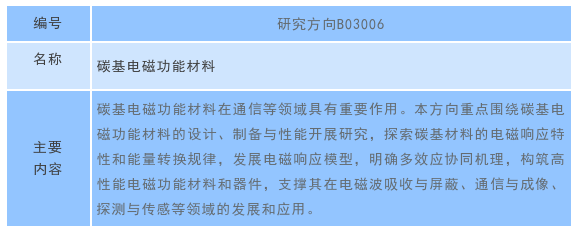 编号
研究方向B03006
名称
碳基电磁功能材料
主要
内容
碳基电磁功能材料在通信等领域具有重要作用。本方向重点围绕碳基电
磁功能材料的设计、制备与性能开展研究，探索碳基材料的电磁响应特
性和能量转换规律，发展电磁响应模型，明确多效应协同机理，构筑高
性能电磁功能材料和器件，支撑其在电磁波吸收与屏蔽、通信与成像、
探测与传感等领域的发展和应用。